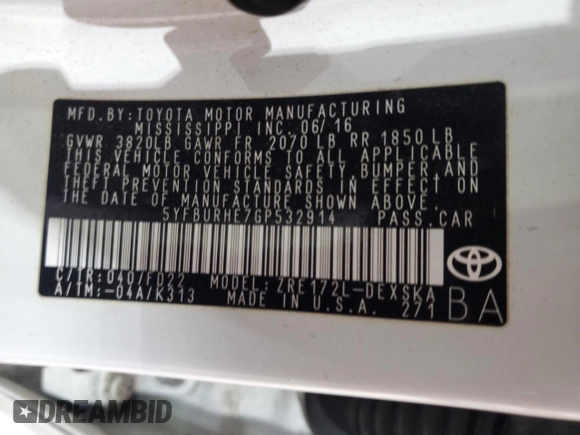 MFD.BY:TOYOTA MOTOR MANUFACTURING
MISSISSIPPI INC. 06/16
GVWR 3820LB GAWR FR 2070 LB RR 1850 LB
THIS VEHICLE CONFORMS TO ALL APPLICABLE
FEDERAL MOTOR VEHICLE SAFETY, BUMPER, AND
THEFT PREVENTION STANDARDS IN EFFECT ON
THE DATE OF MANUFACTURE SHOWN ABOVE.
5YFBURHE7GP532914 PASS.CAR
C/TR:040/FD22 MODEL: ZRE172L-DEXSKA
A/TM:-04A/K313 MADE IN U.S.A. 271
BA
DREAMBID